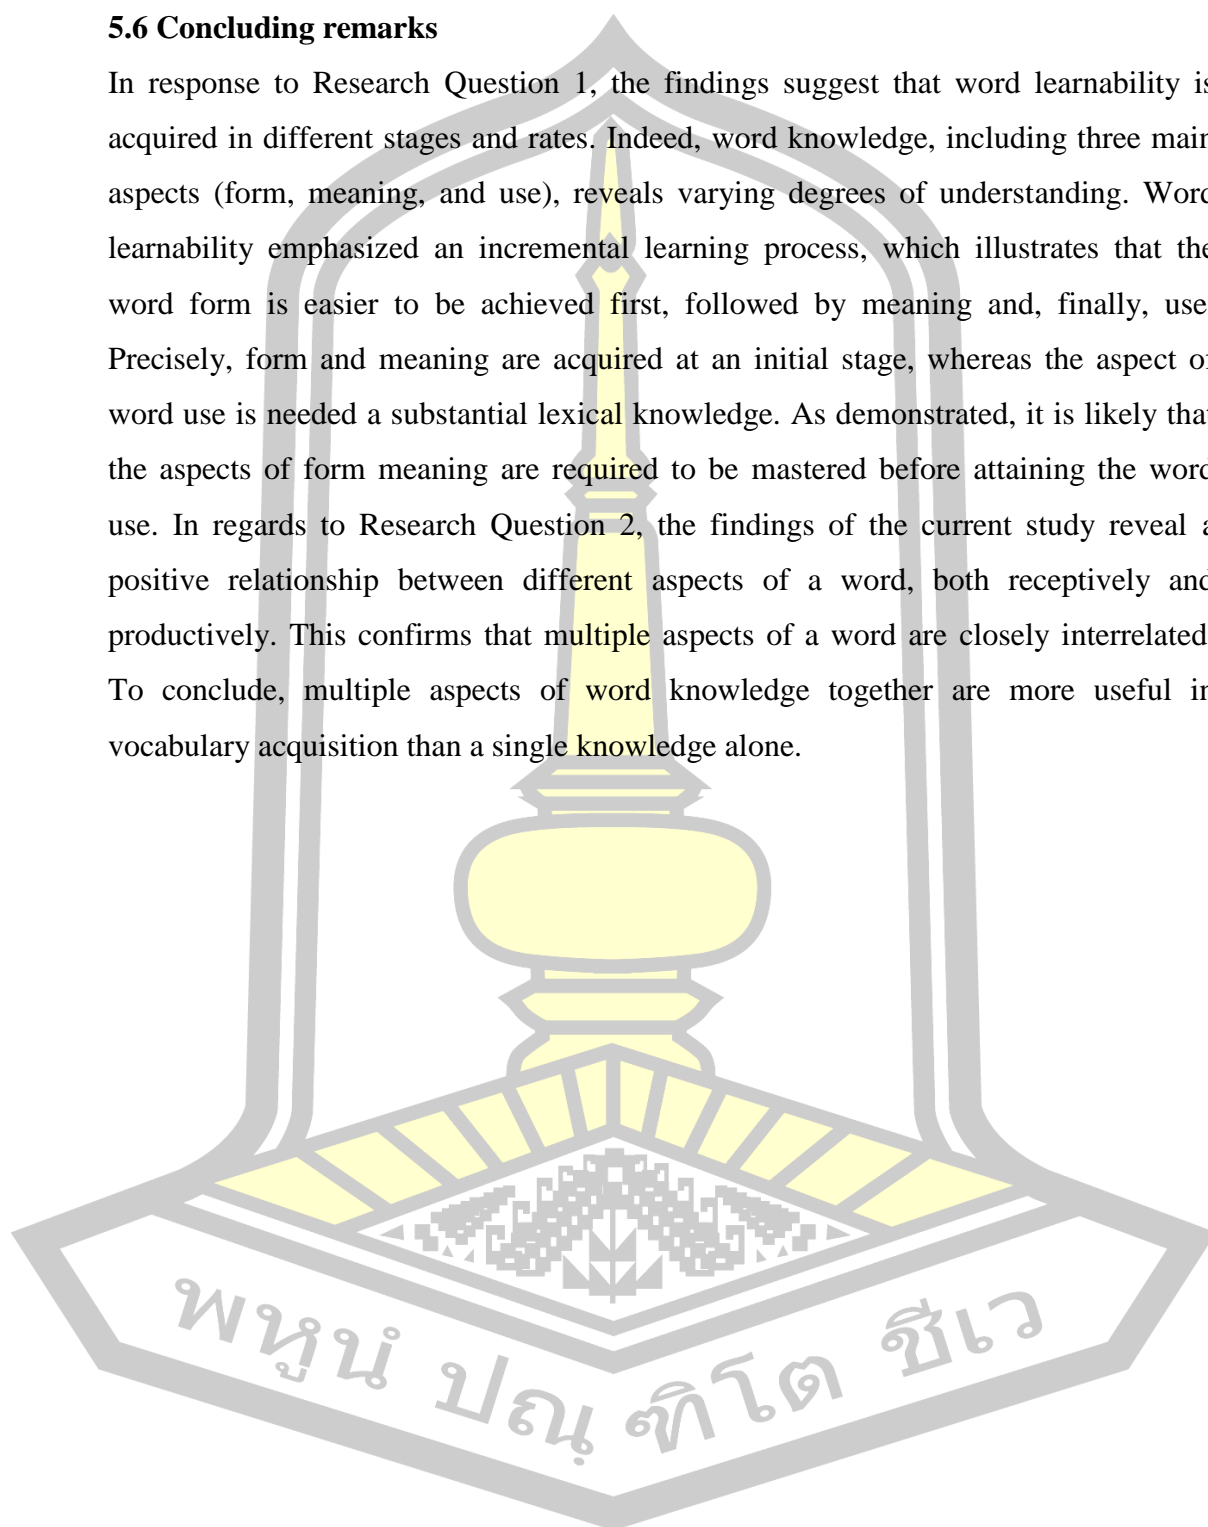 5.6 Concluding remarks
In response to Research Question 1, the findings suggest that word learnability is
acquired in different stages and rates. Indeed, word knowledge, including three main
aspects (form, meaning, and use), reveals varying degrees of understanding. Word
learnability emphasized an incremental learning process, which illustrates that the
word form is easier to be achieved first, followed by meaning and, finally, use
Precisely, form and meaning are acquired at an initial stage, whereas the aspect of
word use is needed a substantial lexical knowledge. As demonstrated, it is likely that
the aspects of form meaning are required to be mastered before attaining the word
use. In regards to Research Question 2, the findings of the current study reveal a
positive relationship between different aspects of a word, both receptively and
productively. This confirms that multiple aspects of a word are closely interrelated
To conclude, multiple aspects of word knowledge together are more useful in
vocabulary acquisition than a single knowledge alone.
พหูนํ ปณฺฑิโต ชีเว